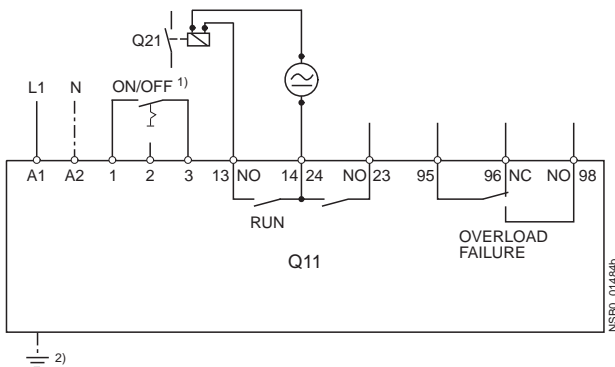 Q21
L1 N ON/OFF 1)
A1 A2 1 2 3 13 NO 14 24 NO 23 95 96 NC NO 98
RUN
OVERLOAD
FAILURE
Q11
NSB0_01484b
2)